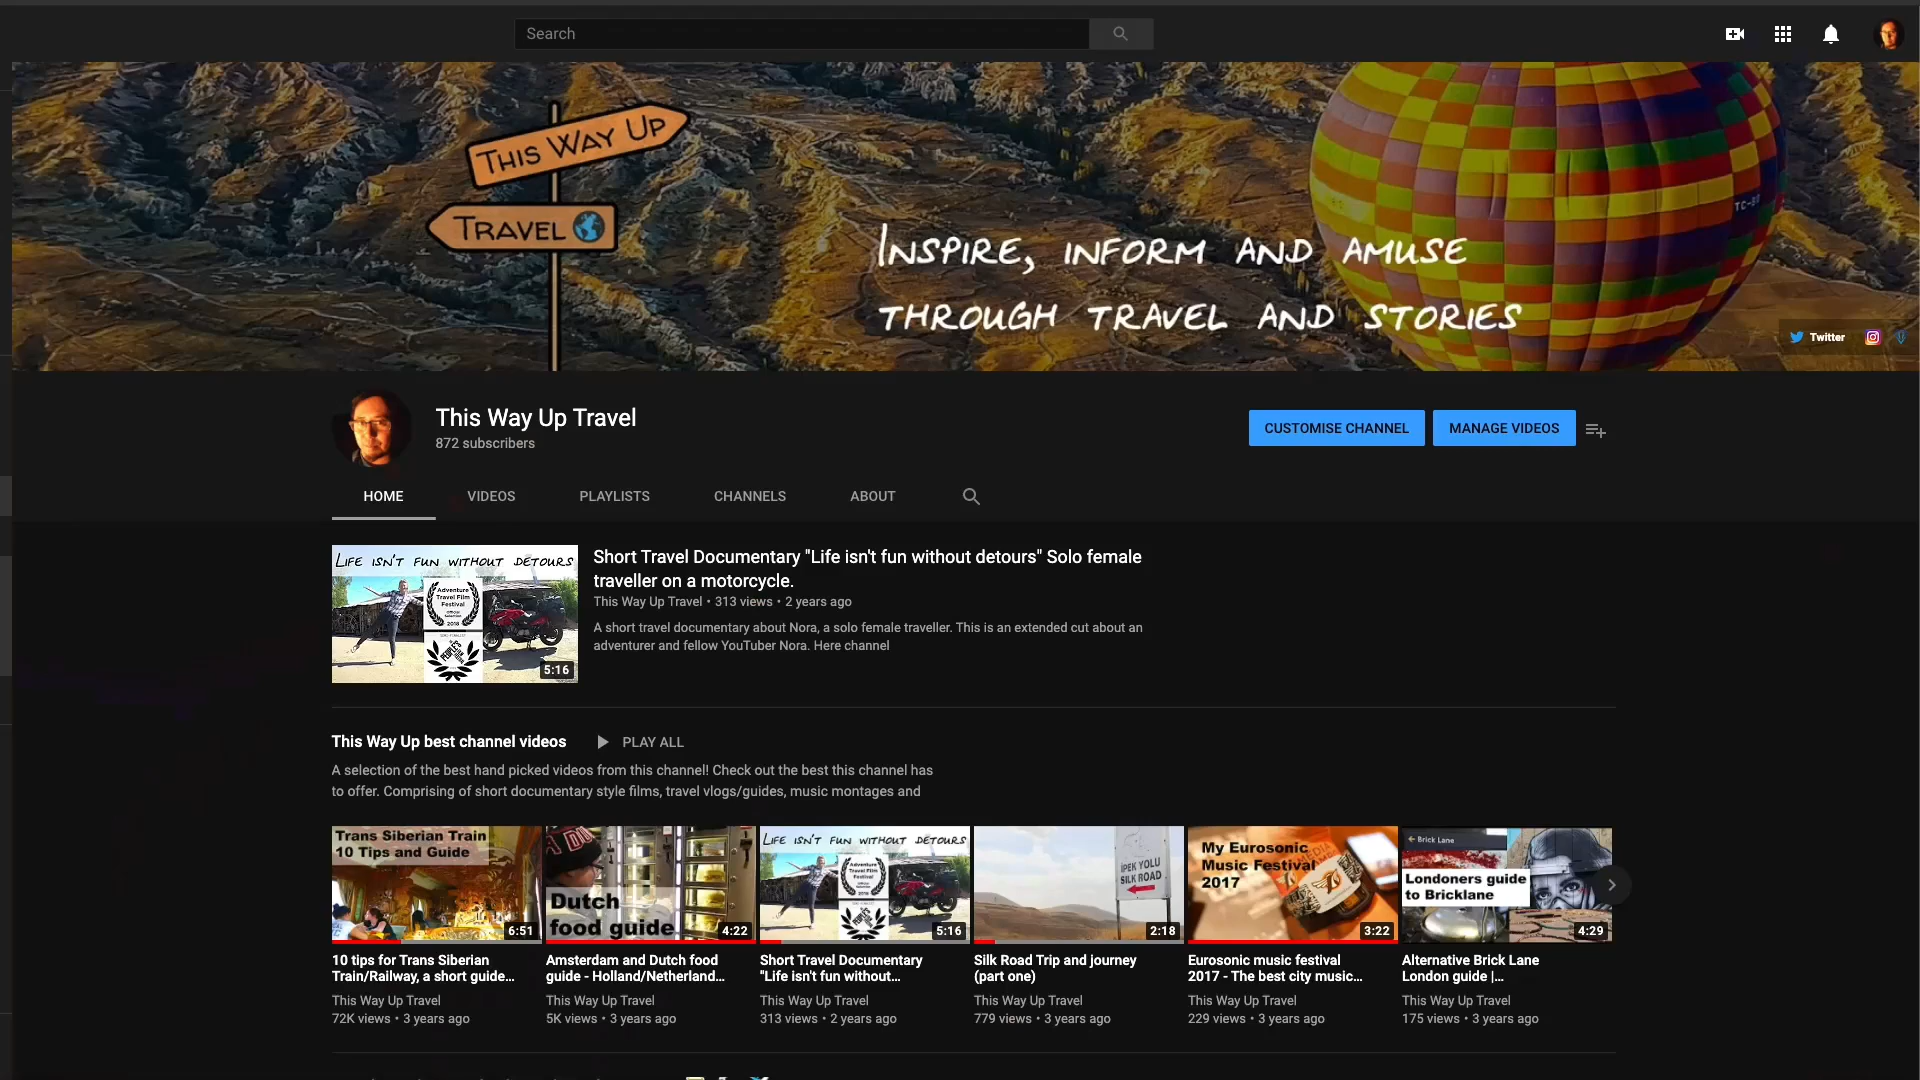 Search
THIS WAY UP
TRAVEL
INSPIRE, INFORM AND AMUSE
THROUGH TRAVEL AND STORIES
Twitter
This Way Up Travel
872 subscribers
CUSTOMISE CHANNEL
MANAGE VIDEOS
HOME VIDEOS PLAYLISTS CHANNELS ABOUT
LIFE ISN'T FUN WITHOUT DETOURS
Adventure
Travel Film
Festival
2018
5:16
Short Travel Documentary "Life isn't fun without detours" Solo female
traveller on a motorcycle.
This Way Up Travel • 313 views • 2 years ago
A short travel documentary about Nora, a solo female traveller. This is an extended cut about an
adventurer and fellow YouTuber Nora. Here channel
This Way Up best channel videos
PLAY ALL
A selection of the best hand picked videos from this channel! Check out the best this channel has
to offer. Comprising of short documentary style films, travel vlogs/guides, music montages and
Trans Siberian Train
10 Tips and Guide
6:51
10 tips for Trans Siberian
Train/Railway, a short guide...
This Way Up Travel
72K views • 3 years ago
Dutch
food guide
4:22
Amsterdam and Dutch food
guide - Holland/Netherland...
This Way Up Travel
5K views • 3 years ago
LIFE ISN'T FUN WITHOUT DETOURS
5:16
Short Travel Documentary
"Life isn't fun without...
This Way Up Travel
313 views • 2 years ago
İPEK YOLU
SILK ROAD
2:18
Silk Road Trip and journey
(part one)
This Way Up Travel
779 views • 3 years ago
My Eurosonic
Music Festival
2017
3:22
Eurosonic music festival
2017 - The best city music...
This Way Up Travel
229 views • 3 years ago
Brick Lane
Londoners guide
to Bricklane
4:29
Alternative Brick Lane
London guide |...
This Way Up Travel
175 views • 3 years ago